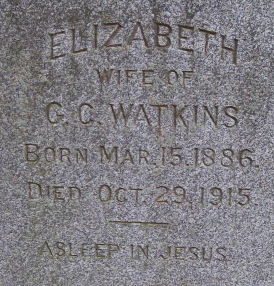 ELIZABETH
WIFE OF
C. C. WATKINS
BORN MAR. 15, 1886.
DIED OCT. 29, 1915
ASLEEP IN JESUS